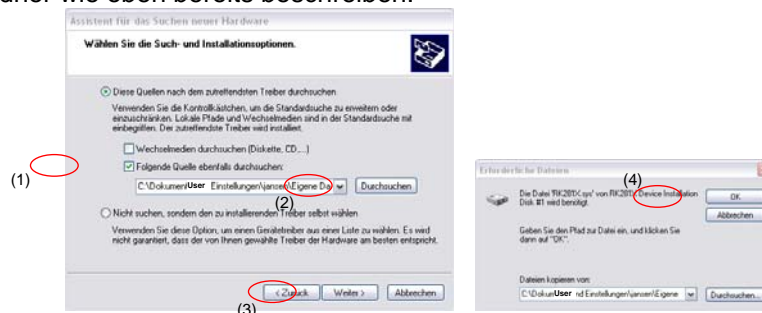 wie eben bereits beschreiben.
Assistent für das Suchen neuer Hardware
Wählen Sie die Such- und Installationsoptionen.
Diese Quellen nach dem zutreffendsten Treiber durchsuchen
Verwenden Sie die Kontrollkästchen, um die Standardsuche zu erweitern oder
einzuschränken. Lokale Pfade und Wechselmedien sind in der Standardsuche mit
einbegriffen. Der zutreffendste Treiber wird installiert.
Wechselmedien durchsuchen (Diskette, CD,...)
(1)
Folgende Quelle ebenfalls durchsuchen:
C:\Dokument User Einstellungen\jansen\Eigene Da
Durchsuchen
(2)
Nicht suchen, sondern den zu installierenden Treiber selbst wählen
Verwenden Sie diese Option, um einen Gerätetreiber aus einer Liste zu wählen. Es wird
nicht garantiert, dass der von Ihnen gewählte Treiber der Hardware am besten entspricht.
< Zurück
Weiter >
Abbrechen
(3)
Erforderliche Dateien
(4)
Die Datei von Device Installation
Disk #1 wird benötigt.
OK
Abbrechen
Geben Sie den Pfad zur Datei ein, und klicken Sie
dann auf "OK".
Dateien kopieren von:
C:\Dokum User nd Einstellungen\jansen\Eigene
Durchsuchen...